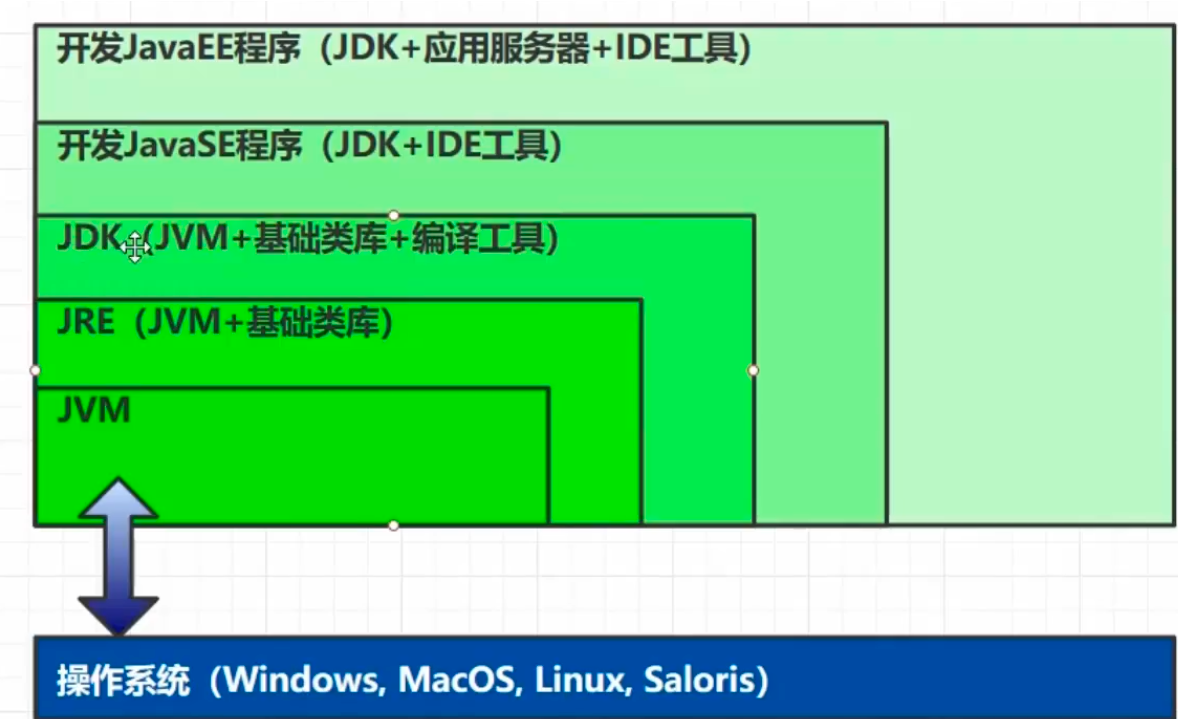 开发JavaEE程序（JDK+应用服务器+IDE工具）
开发JavaSE程序（JDK+IDE工具）
JDK（JVM+基础类库+编译工具）
JRE（JVM+基础类库）
JVM
操作系统（Windows, MacOS, Linux, Saloris）